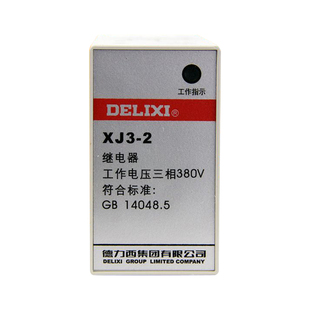 工作指示
DELIXI®
XJ3-2
继电器
工作电压三相380V
符合标准:
GB 14048.5
德力西集团有限公司
DELIXI GROUP LIMITED COMPANY